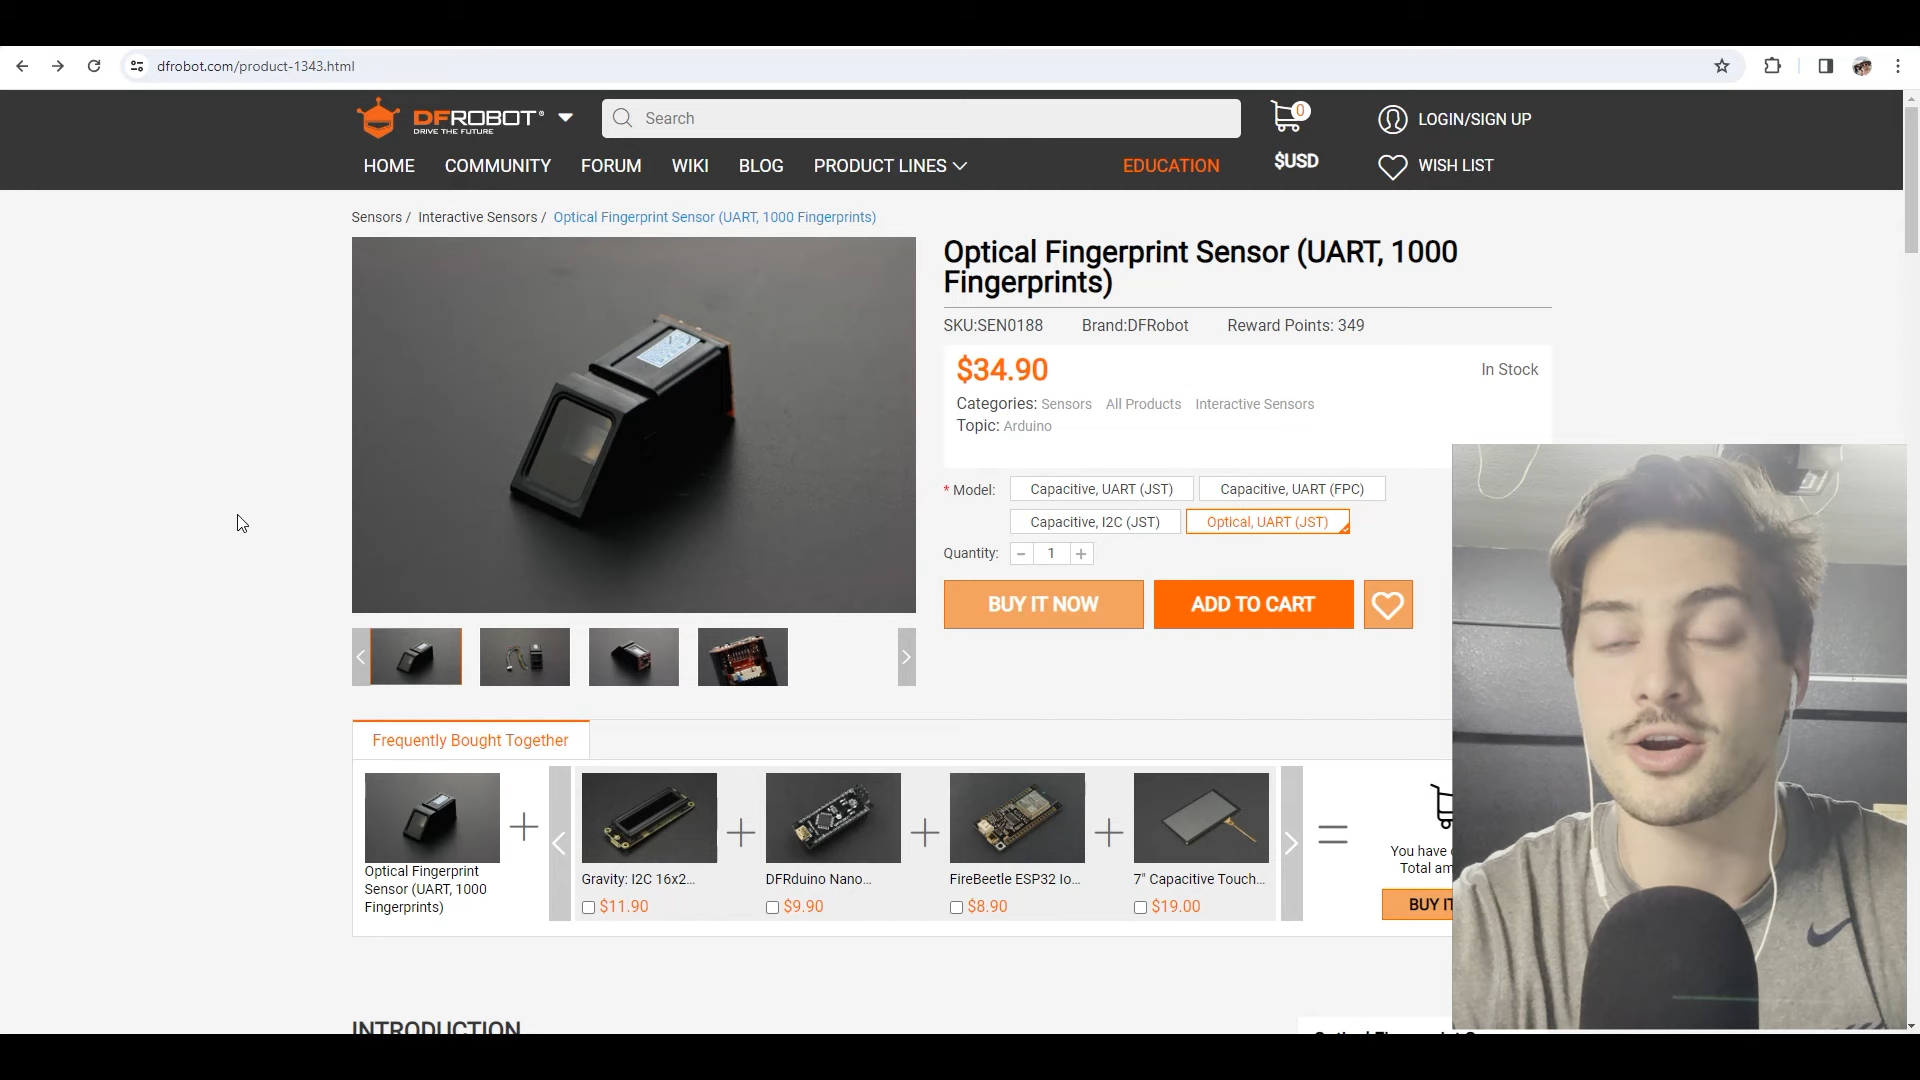 dfrobot.com/product-1343.html
DFROBOT
DRIVE THE FUTURE
Search
0
LOGIN/SIGN UP
HOME COMMUNITY FORUM WIKI BLOG PRODUCT LINES EDUCATION $USD WISH LIST
Sensors / Interactive Sensors / Optical Fingerprint Sensor (UART, 1000 Fingerprints)
Optical Fingerprint Sensor (UART, 1000
Fingerprints)
SKU:SEN0188 Brand:DFRobot Reward Points: 349
$34.90 In Stock
Categories: Sensors All Products Interactive Sensors
Topic: Arduino
* Model: Capacitive, UART (JST) Capacitive, UART (FPC)
Capacitive, I2C (JST) Optical, UART (JST)
Quantity: 1
BUY IT NOW ADD TO CART
Frequently Bought Together
Optical Fingerprint
Sensor (UART, 1000
Fingerprints)
Gravity: I2C 16x2...
$11.90
DFRduino Nano...
$9.90
FireBeetle ESP32 Io...
$8.90
7" Capacitive Touch...
$19.00
You have
Total am
BUY IT
INTRODUCTION